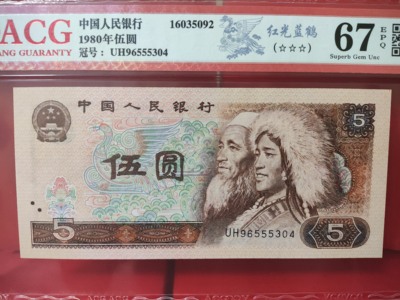 ACG
ANG GUARANTY
中国人民银行
16035092
1980年伍圆
冠号: UH96555304
红光蓝鹤
(☆☆☆)
67 EPQ
Superb Gem Unc
中国人民银行
5
伍圆
5
5
UH96555304